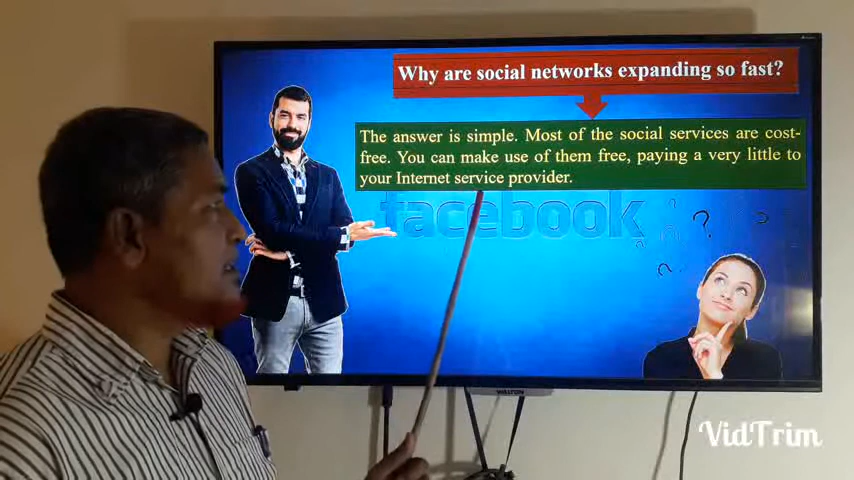 Why are social networks expanding so fast?
The answer is simple. Most of the social services are cost-
free. You can make use of them free, paying a very little to
your Internet service provider.
facebook
WALTON
VidTrim